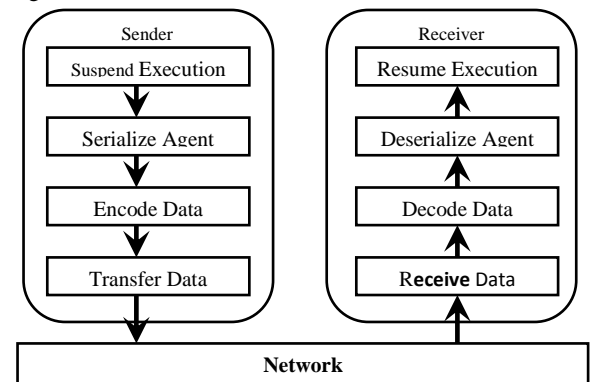 Sender
Suspend Execution
Serialize Agent
Encode Data
Transfer Data
Receiver
Resume Execution
Deserialize Agent
Decode Data
Receive Data
Network